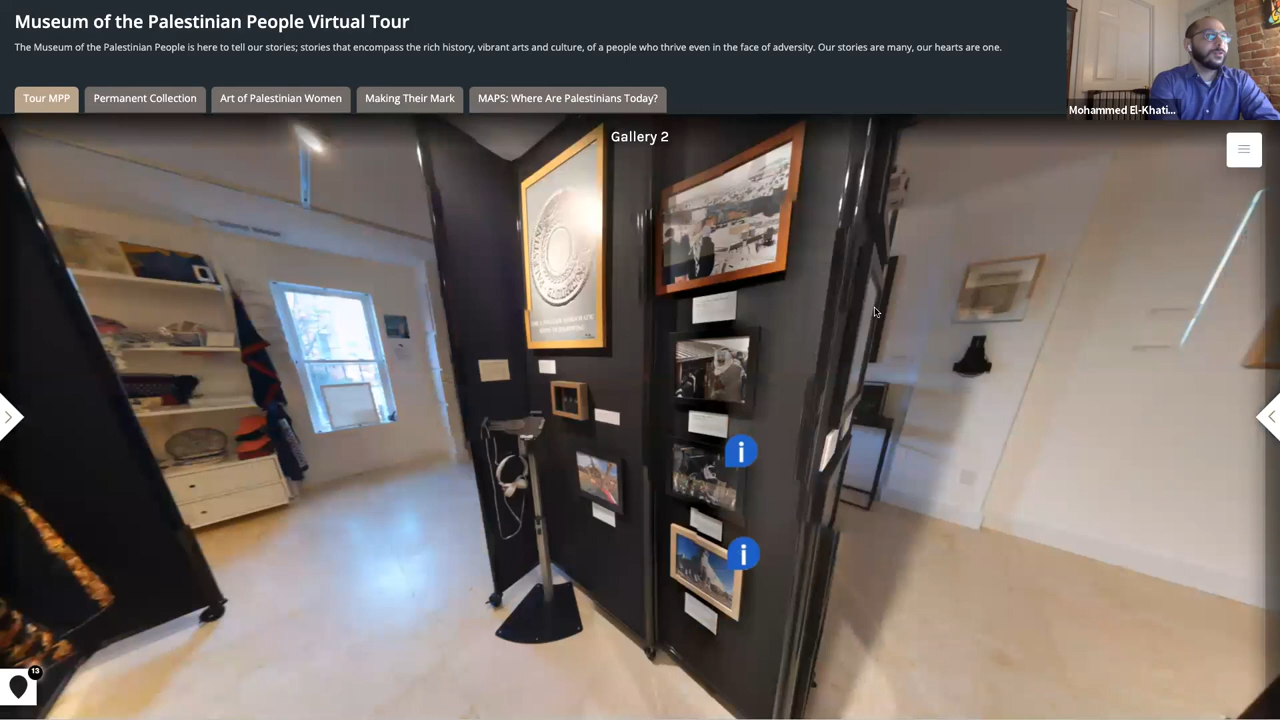 Museum of the Palestinian People Virtual Tour
The Museum of the Palestinian People is here to tell our stories; stories that encompass the rich history, vibrant arts and culture, of a people who thrive even in the face of adversity. Our stories are many, our hearts are one.
Tour MPP
Permanent Collection
Art of Palestinian Women
Making Their Mark
MAPS: Where Are Palestinians Today?
Mohammed El-Khati...
Gallery 2
i
i
13